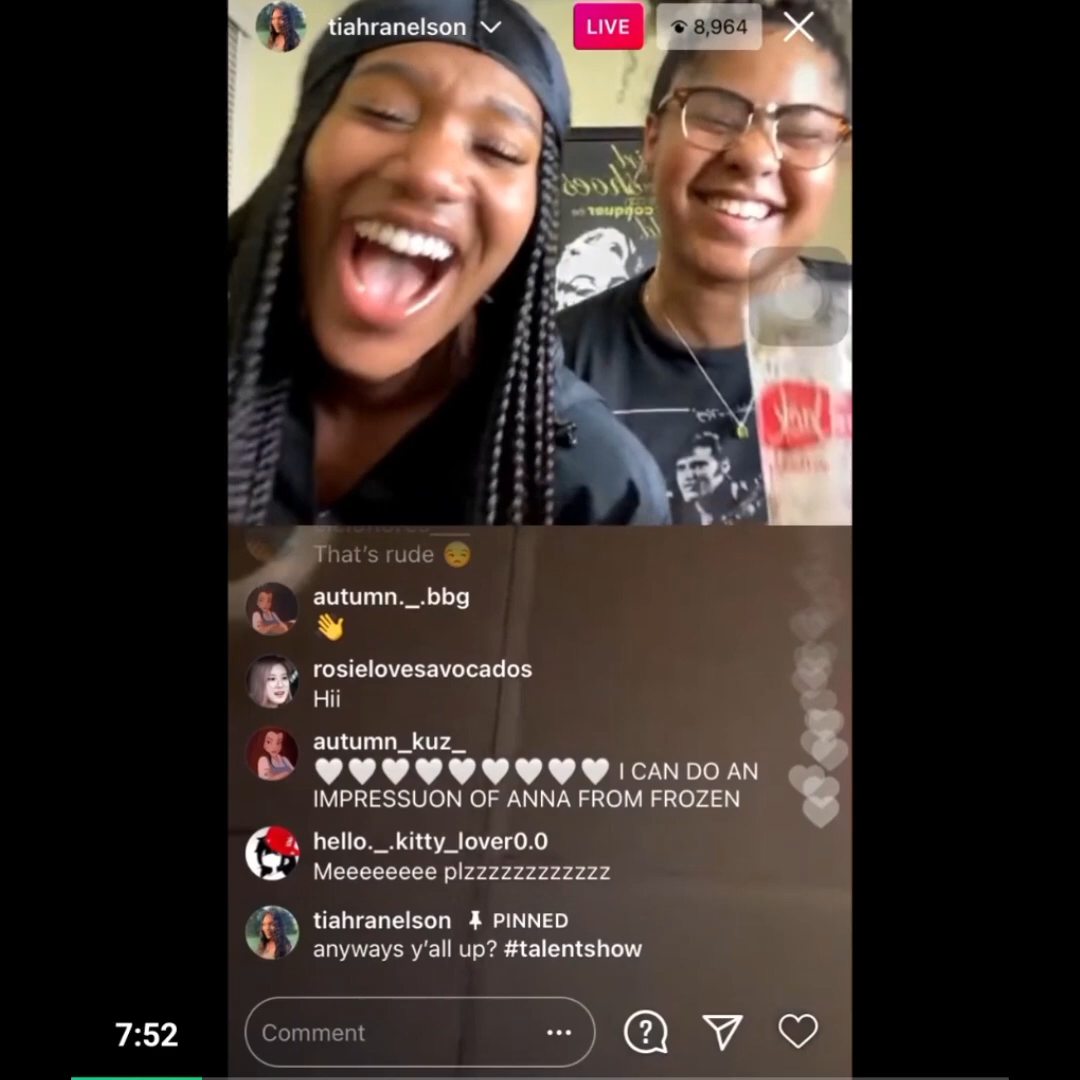 tiahranelson
LIVE
8,964
That's rude 😒
autumn._.bbg
👋
rosielovesavocados
Hii
autumn_kuz_
🤍🤍🤍🤍🤍🤍🤍🤍🤍 I CAN DO AN
IMPRESSUON OF ANNA FROM FROZEN
hello._.kitty_lover0.0
Meeeeeeee plzzzzzzzzzzzz
tiahranelson PINNED
anyways y'all up? #talentshow
7:52
Comment